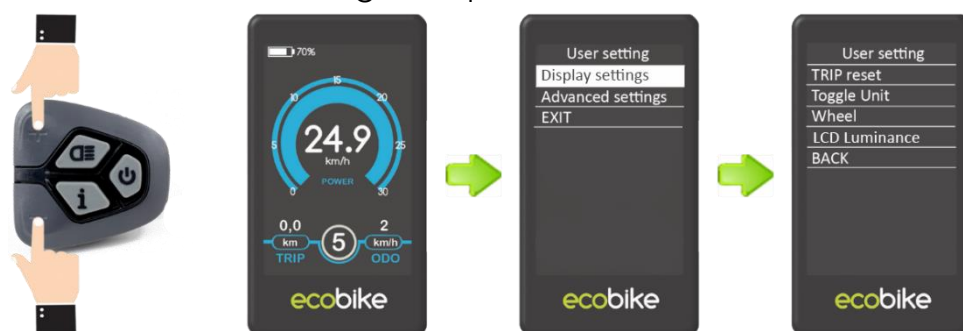 70%
15
10
20
5
25
24.9
km/h
POWER
0
30
0,0
2
km
5
km/h
TRIP
ODO
ecobike
User setting
Display settings
Advanced settings
EXIT
ecobike
User setting
TRIP reset
Toggle Unit
Wheel
LCD Luminance
BACK
ecobike
i